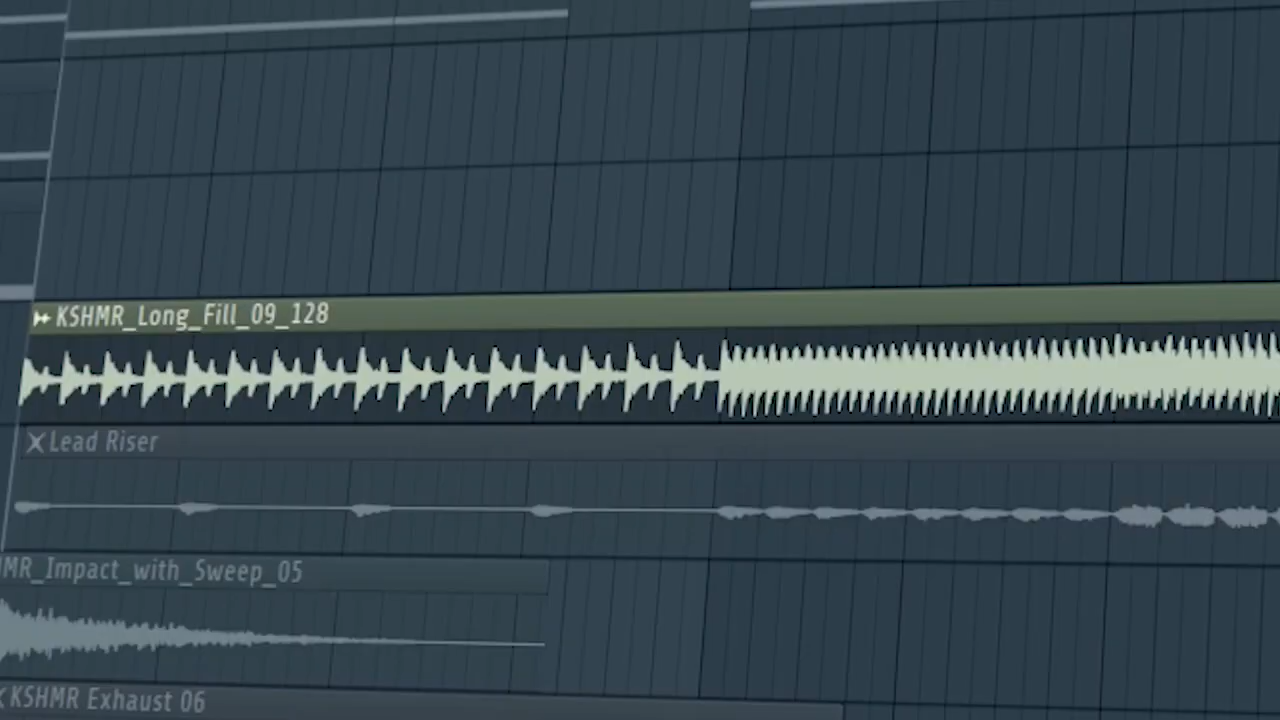 KSHMR_Long_Fill_09_128
Lead Riser
MR_Impact_with_Sweep_05
KSHMR Exhaust 06